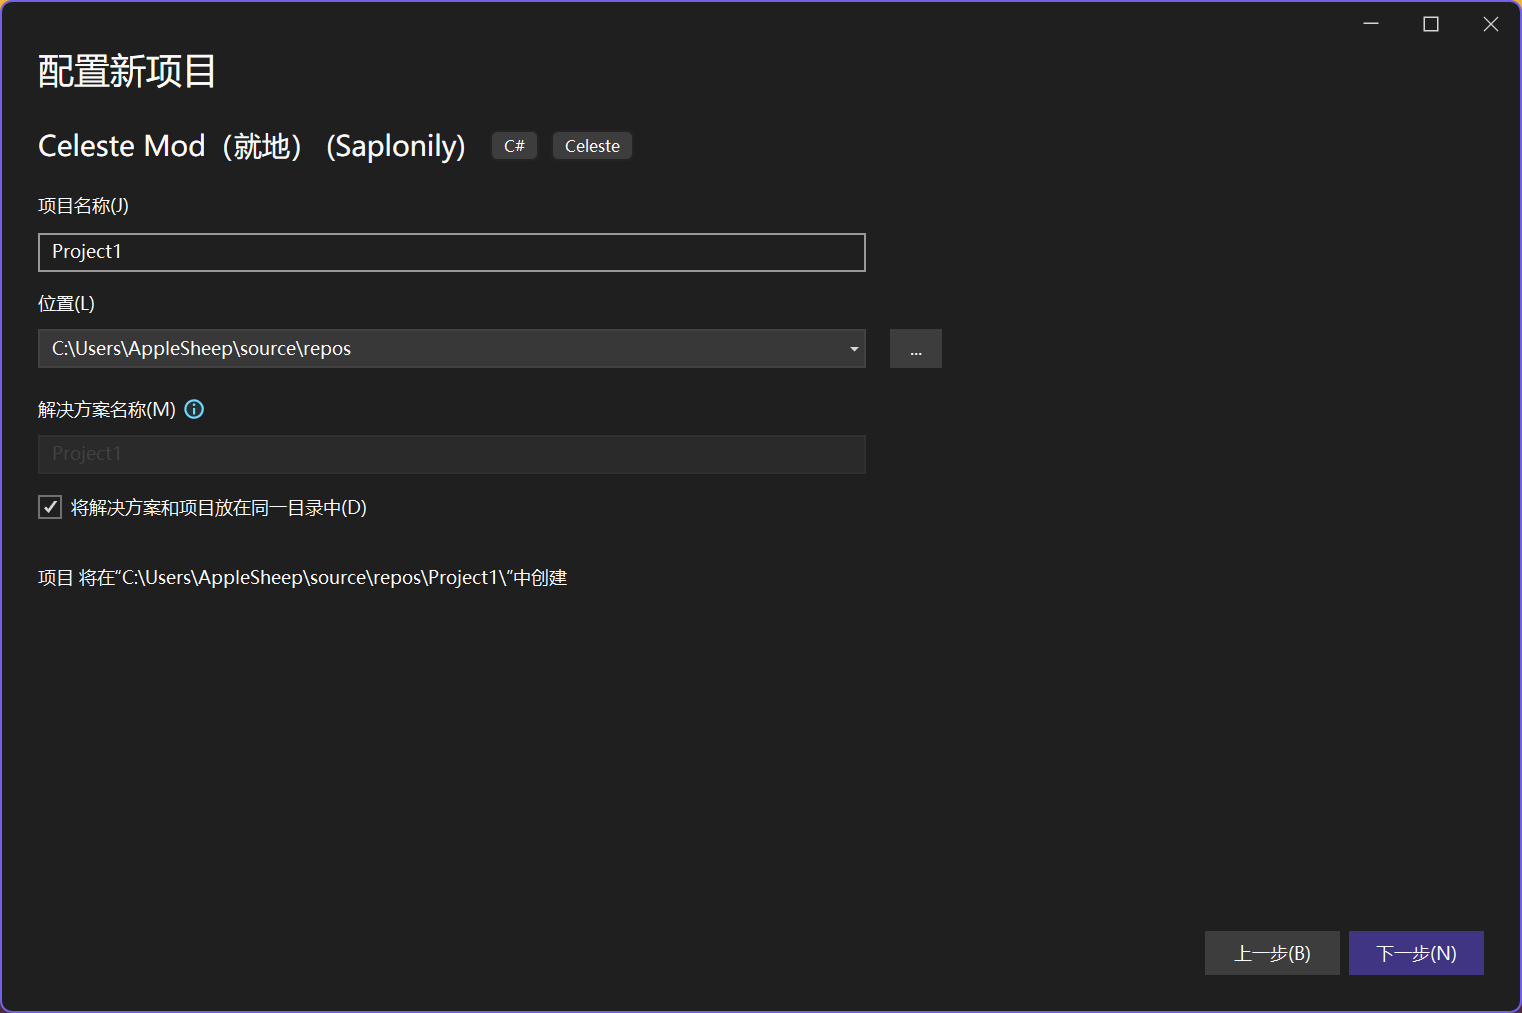 配置新项目
Celeste Mod（就地） (Saplonily) C# Celeste
项目名称(J)
Project1
位置(L)
C:\Users\AppleSheep\source\repos
...
解决方案名称(M)
Project1
将解决方案和项目放在同一目录中(D)
项目 将在“C:\Users\AppleSheep\source\repos\Project1\”中创建
上一步(B) 下一步(N)